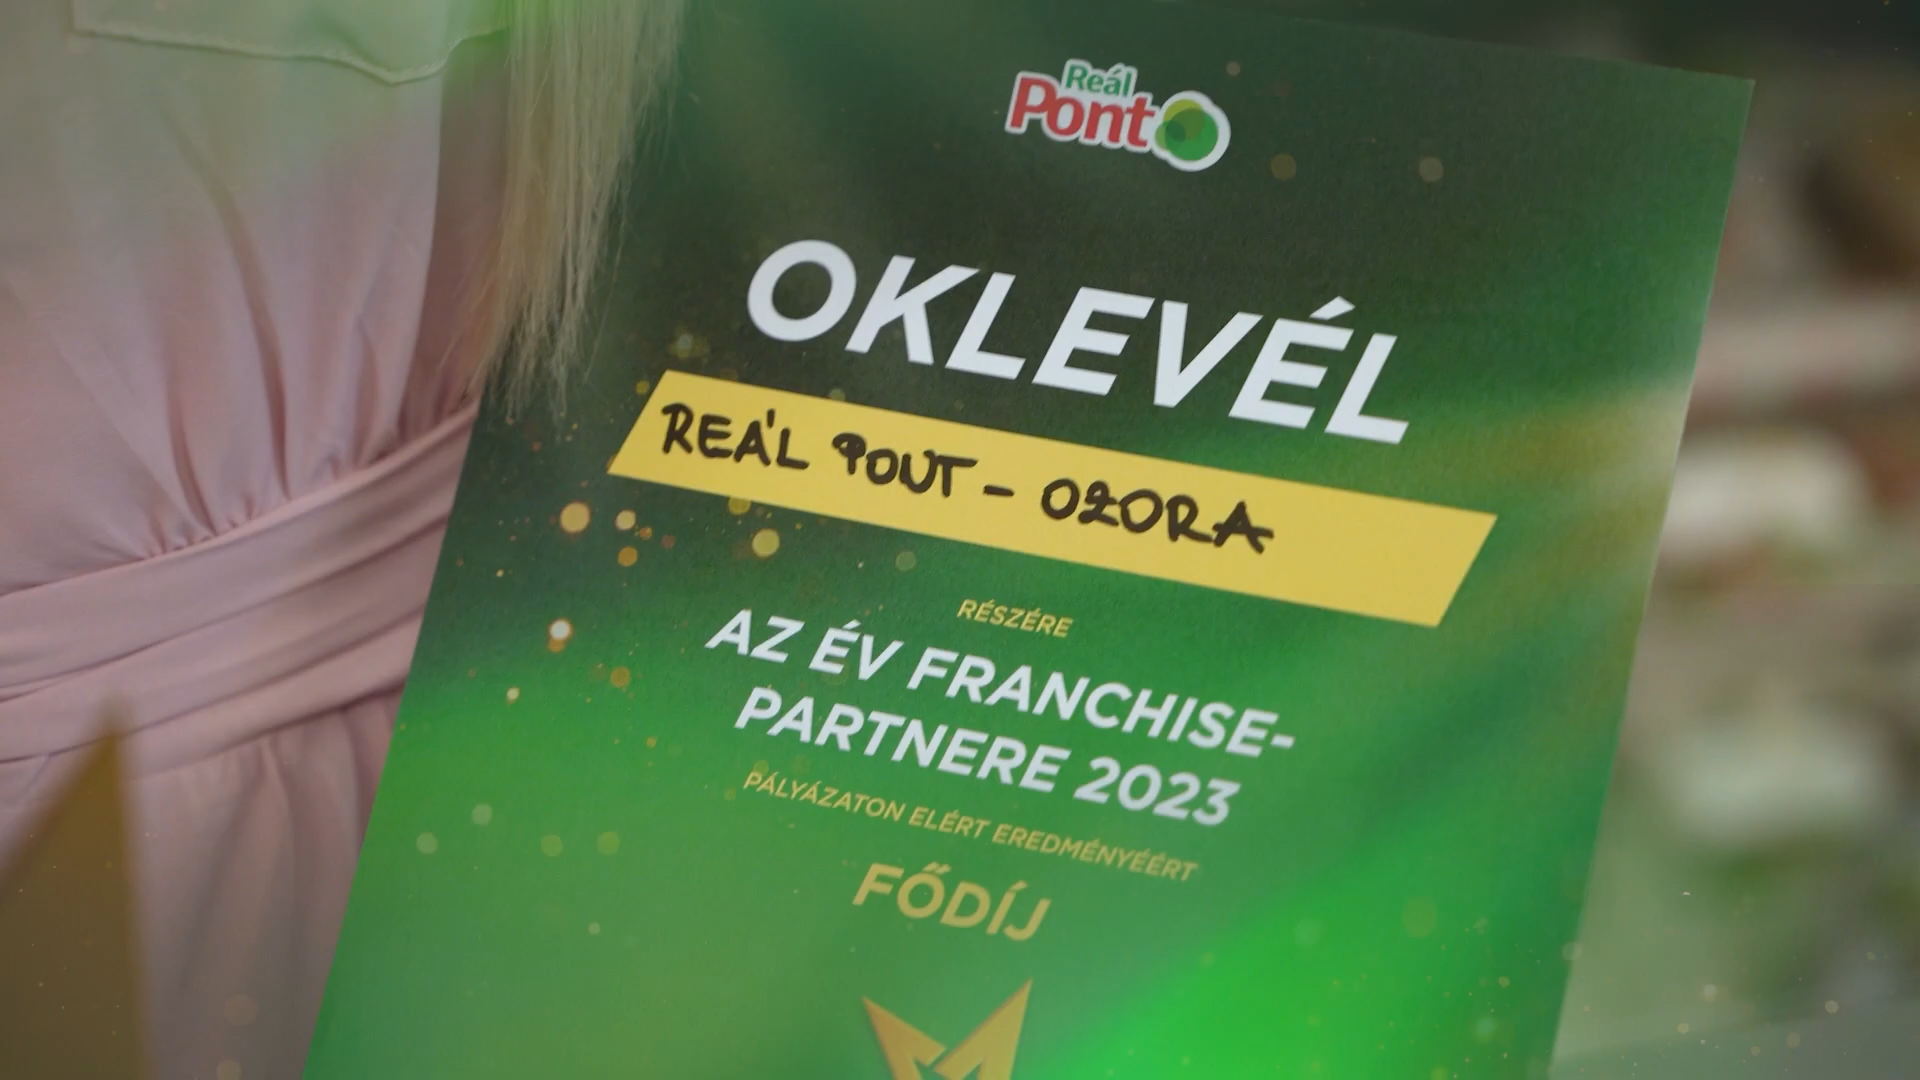 Reál
Pont
OKLEVÉL
REÁL PONT - OZORA
RÉSZÉRE
AZ ÉV FRANCHISE-
PARTNERE 2023
PÁLYÁZATON ELÉRT EREDMÉNYÉÉRT
FŐDÍJ